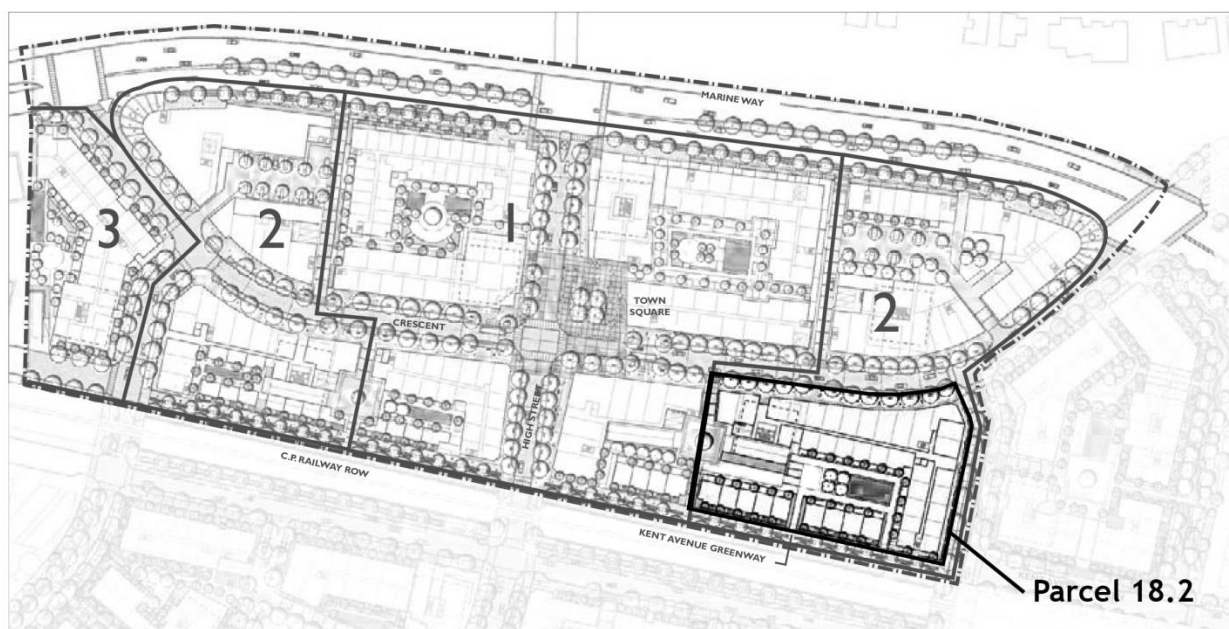 MARINE WAY
3
2
1
TOWN
SQUARE
2
CRESCENT
HIGH STREET
C.P. RAILWAY ROW
KENT AVENUE GREENWAY
Parcel 18.2